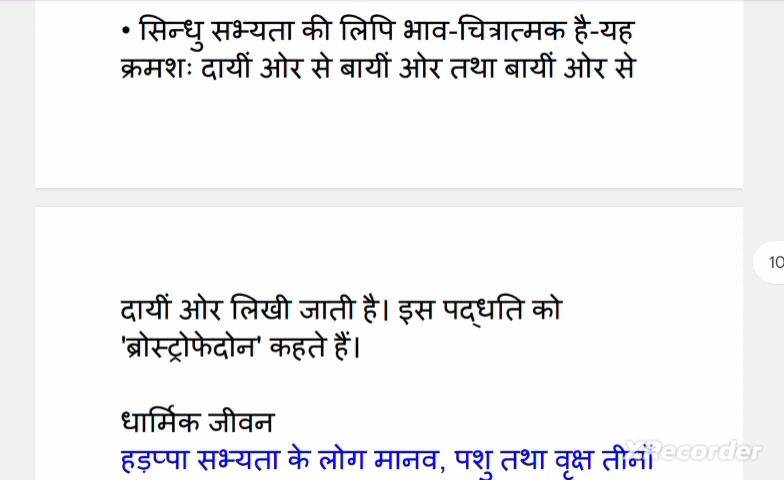 • सिन्धु सभ्यता की लिपि भाव-चित्रात्मक है-यह
क्रमशः दायीं ओर से बायीं ओर तथा बायीं ओर से
10
दायीं ओर लिखी जाती है। इस पद्धति को
'ब्रोस्ट्रोफेदोन' कहते हैं।
धार्मिक जीवन
हड़प्पा सभ्यता के लोग मानव, पशु तथा वृक्ष तीनों
XRecorder